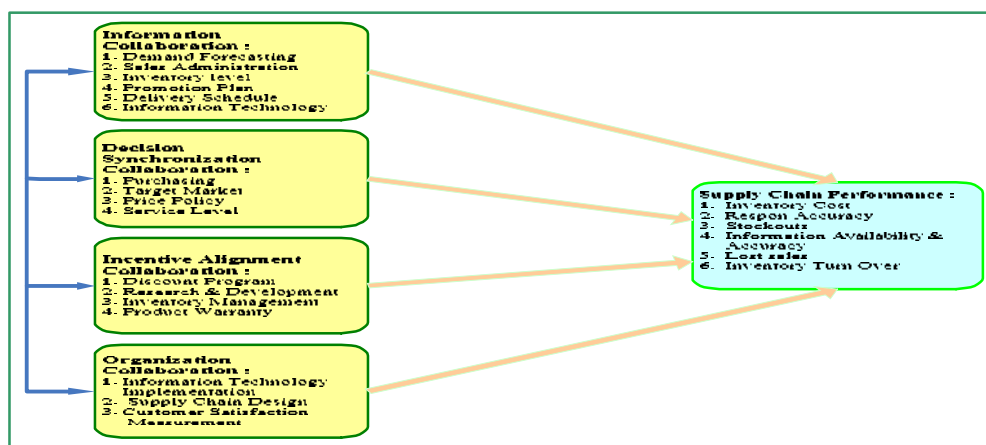 Information
Collaboration :
1. Demand Forecasting
2. Sales Administration
3. Inventory level
4. Promotion Plan
5. Delivery Schedule
6. Information Technology
Decision
Synchronization
Collaboration :
1. Purchasing
2. Target Market
3. Price Policy
4. Service Level
Incentive Alignment
Collaboration :
1. Discount Program
2. Research & Development
3. Inventory Management
4. Product Warranty
Organization
Collaboration :
1. Information Technology
Implementation
2. Supply Chain Design
3. Customer Satisfaction
Measurement
Supply Chain Performance :
1. Inventory Cost
2. Respon Accuracy
3. Stockouts
4. Information Availability &
Accuracy
5. Lost sales
6. Inventory Turn Over